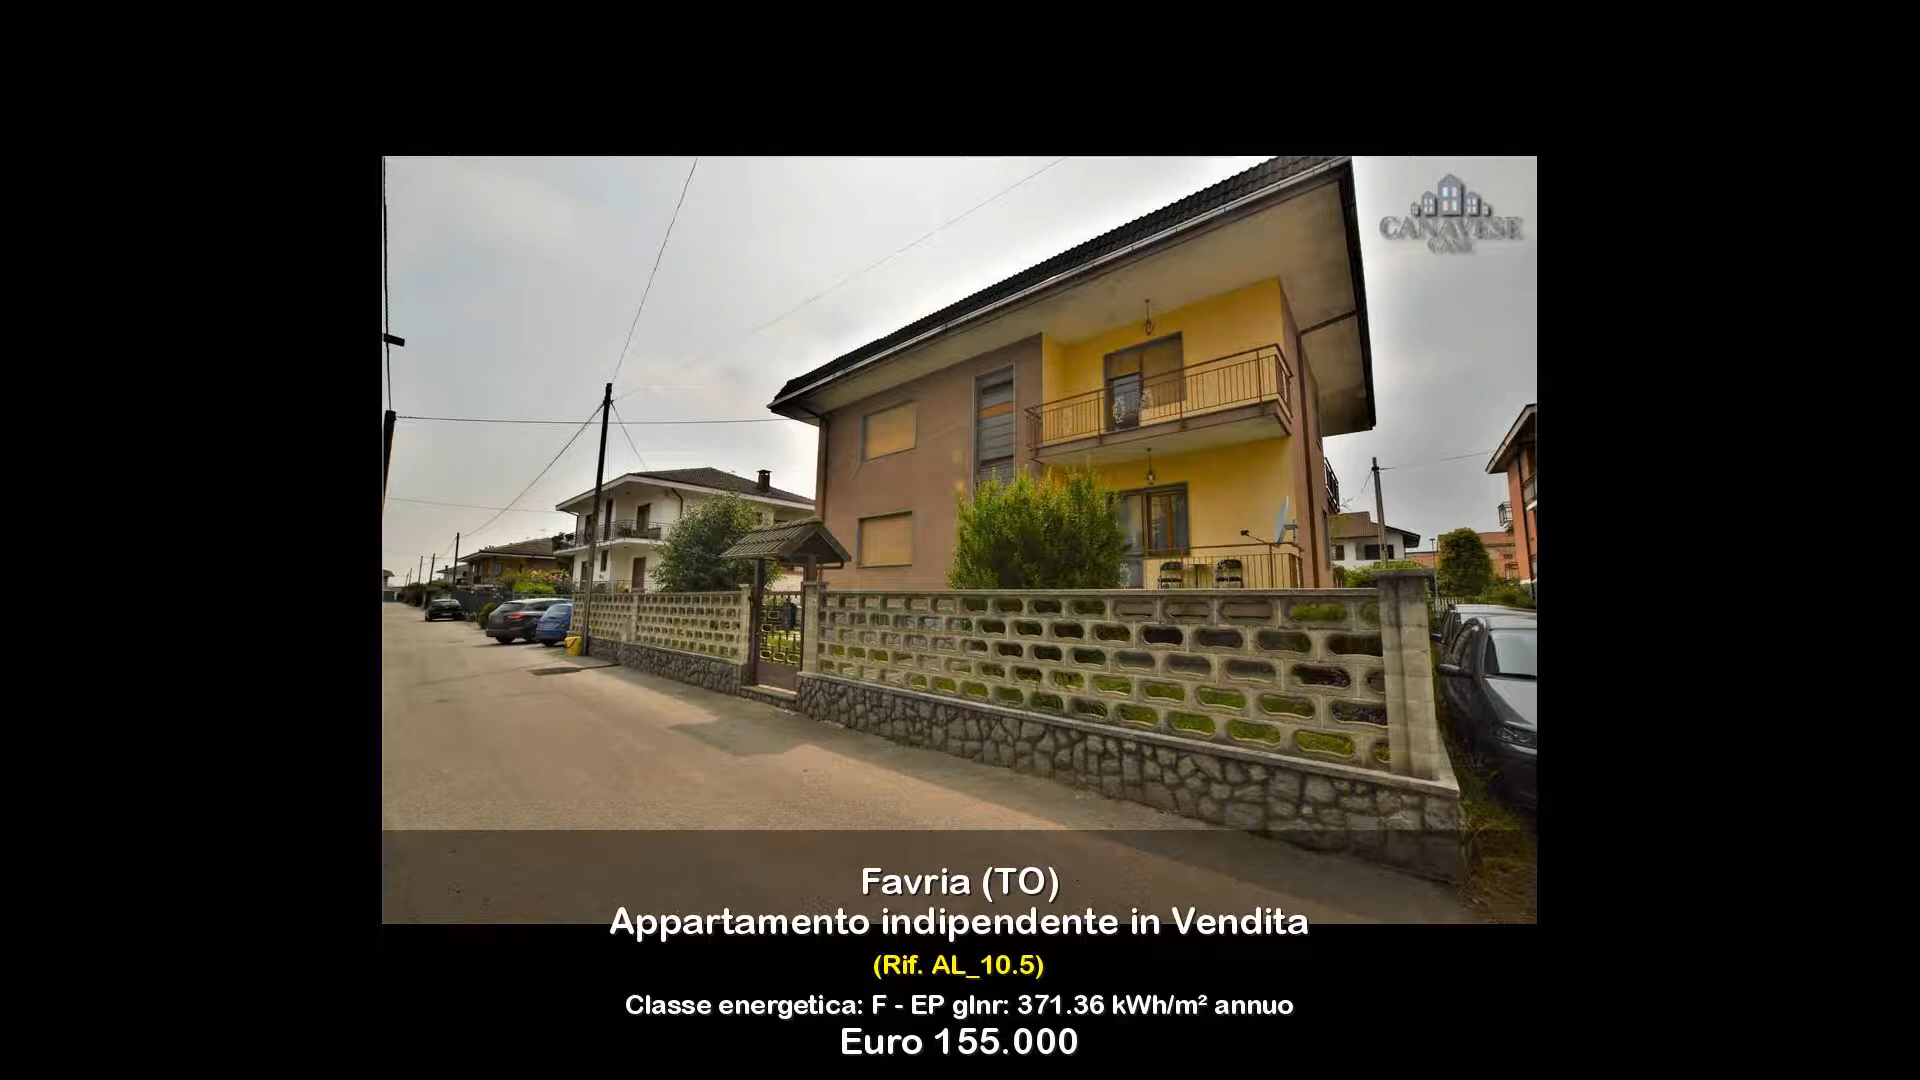 CANAVESE
CASE
Favria (TO)
Appartamento indipendente in Vendita
(Rif. AL_10.5)
Classe energetica: F - EP glnr: 371.36 kWh/m² annuo
Euro 155.000